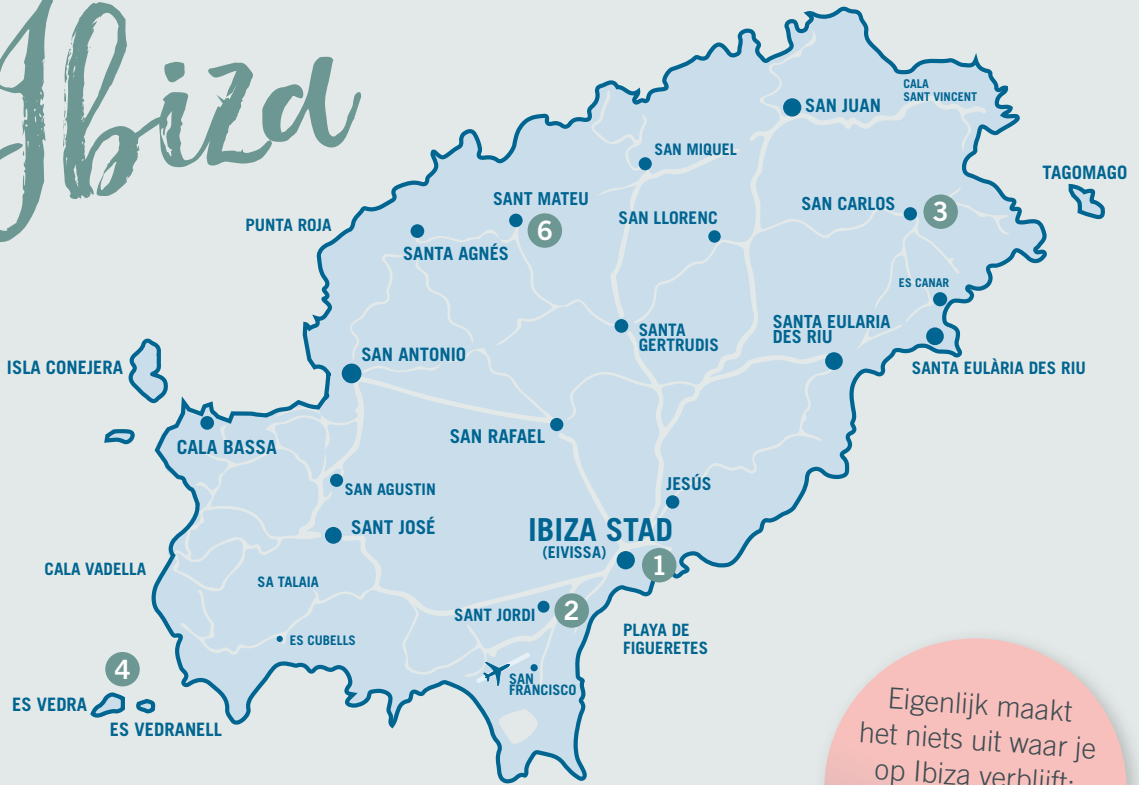 Ibiza
SAN JUAN
CALA
SANT VINCENT
SAN MIQUEL
TAGOMAGO
SANT MATEU
6
SAN LLORENC
SAN CARLOS
3
PUNTA ROJA
SANTA AGNÉS
ES CANAR
SANTA
GERTRUDIS
SANTA EULARIA
DES RIU
SANTA EULÀRIA DES RIU
ISLA CONEJERA
SAN ANTONIO
CALA BASSA
SAN RAFAEL
SAN AGUSTIN
JESÚS
SANT JOSÉ
IBIZA STAD
(EIVISSA)
1
CALA VADELLA
SA TALAIA
SANT JORDI
2
PLAYA DE
FIGUERETES
ES CUBELLS
4
SAN
FRANCISCO
ES VEDRA
ES VEDRANELL
Eigenlijk maakt
het niets uit waar je
op Ibiza verblijft: